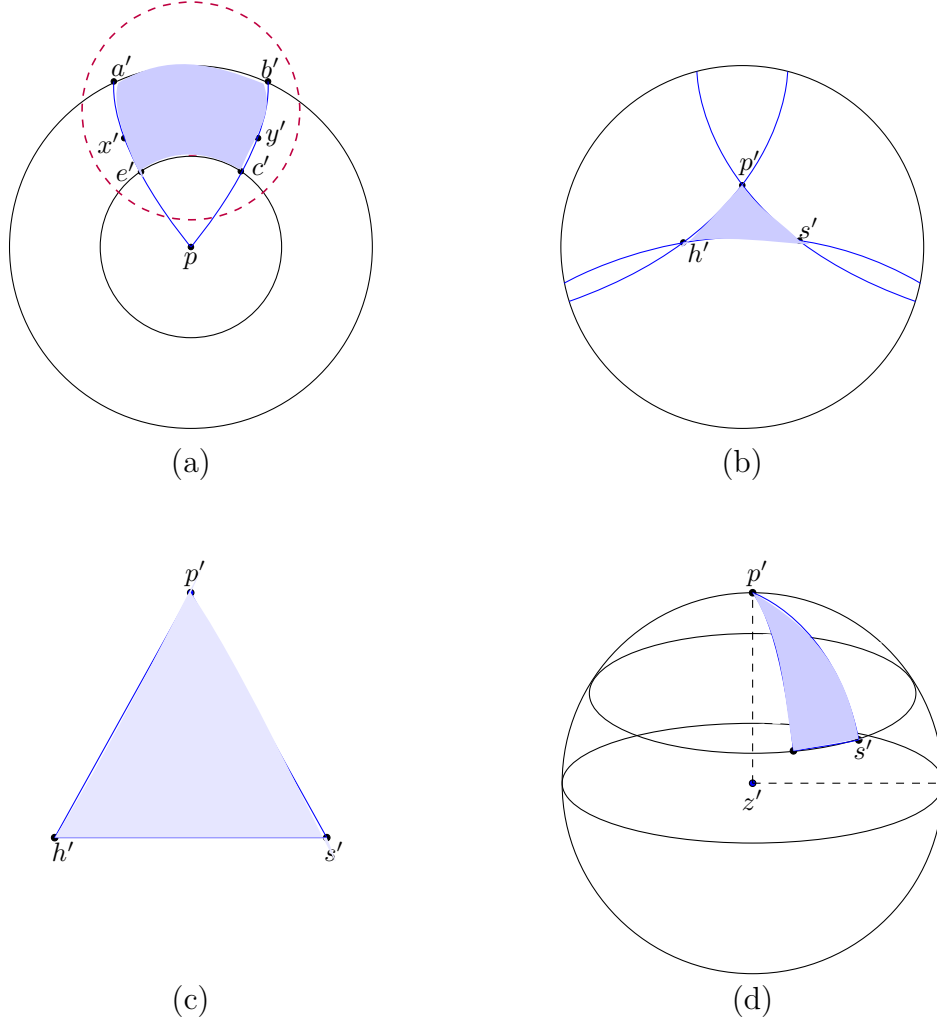 a′
b′
x′
y′
e′
c′
p
(a)
p′
h′
s′
(b)
p′
h′
s′
(c)
p′
s′
z′
(d)